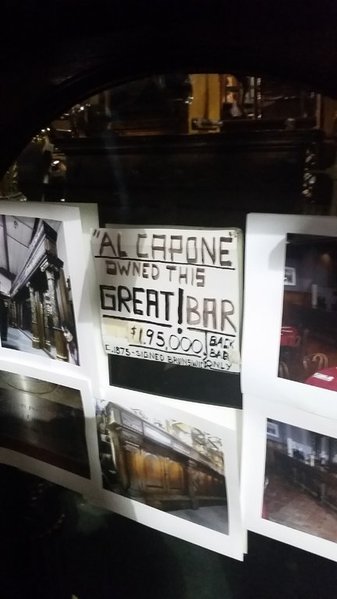 "AL CAPONE"
OWNED THIS
GREAT! BAR
$195,000, BACK
BAR
C. 1875 - SIGNED BRUNSWICK ONLY